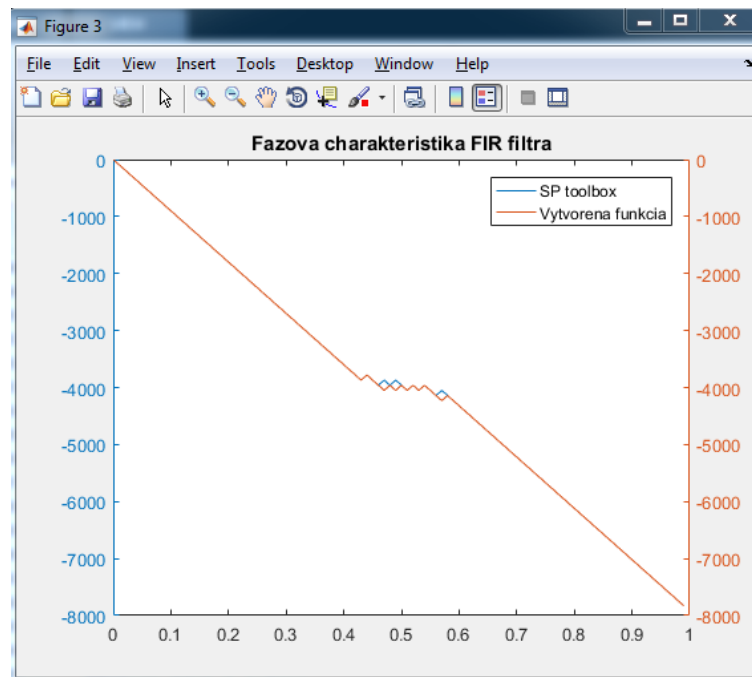 Figure 3
File Edit View Insert Tools Desktop Window Help
Fazova charakteristika FIR filtra
SP toolbox
Vytvorena funkcia
0 0
-1000 -1000
-2000 -2000
-3000 -3000
-4000 -4000
-5000 -5000
-6000 -6000
-7000 -7000
-8000 -8000
0 0.1 0.2 0.3 0.4 0.5 0.6 0.7 0.8 0.9 1